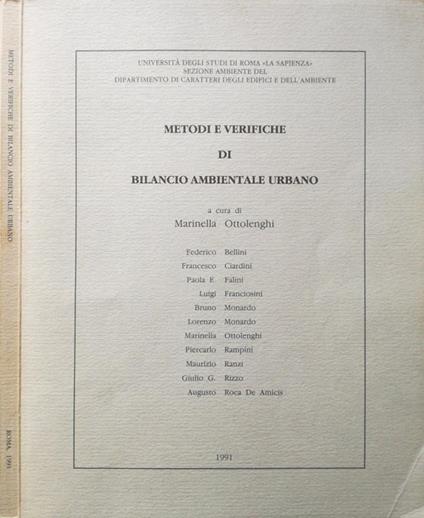 METODI E VERIFICHE DI BILANCIO AMBIENTALE URBANO
ROMA 1991
UNIVERSITÀ DEGLI STUDI DI ROMA «LA SAPIENZA»
SEZIONE AMBIENTE DEL
DIPARTIMENTO DI CARATTERI DEGLI EDIFICI E DELL'AMBIENTE
METODI E VERIFICHE
DI
BILANCIO AMBIENTALE URBANO
a cura di
Marinella Ottolenghi
Federico Bellini
Francesco Ciardini
Paola E. Falini
Luigi Franciosini
Bruno Monardo
Lorenzo Monardo
Marinella Ottolenghi
Piercarlo Rampini
Maurizio Ranzi
Giulio G. Rizzo
Augusto Roca De Amicis
1991